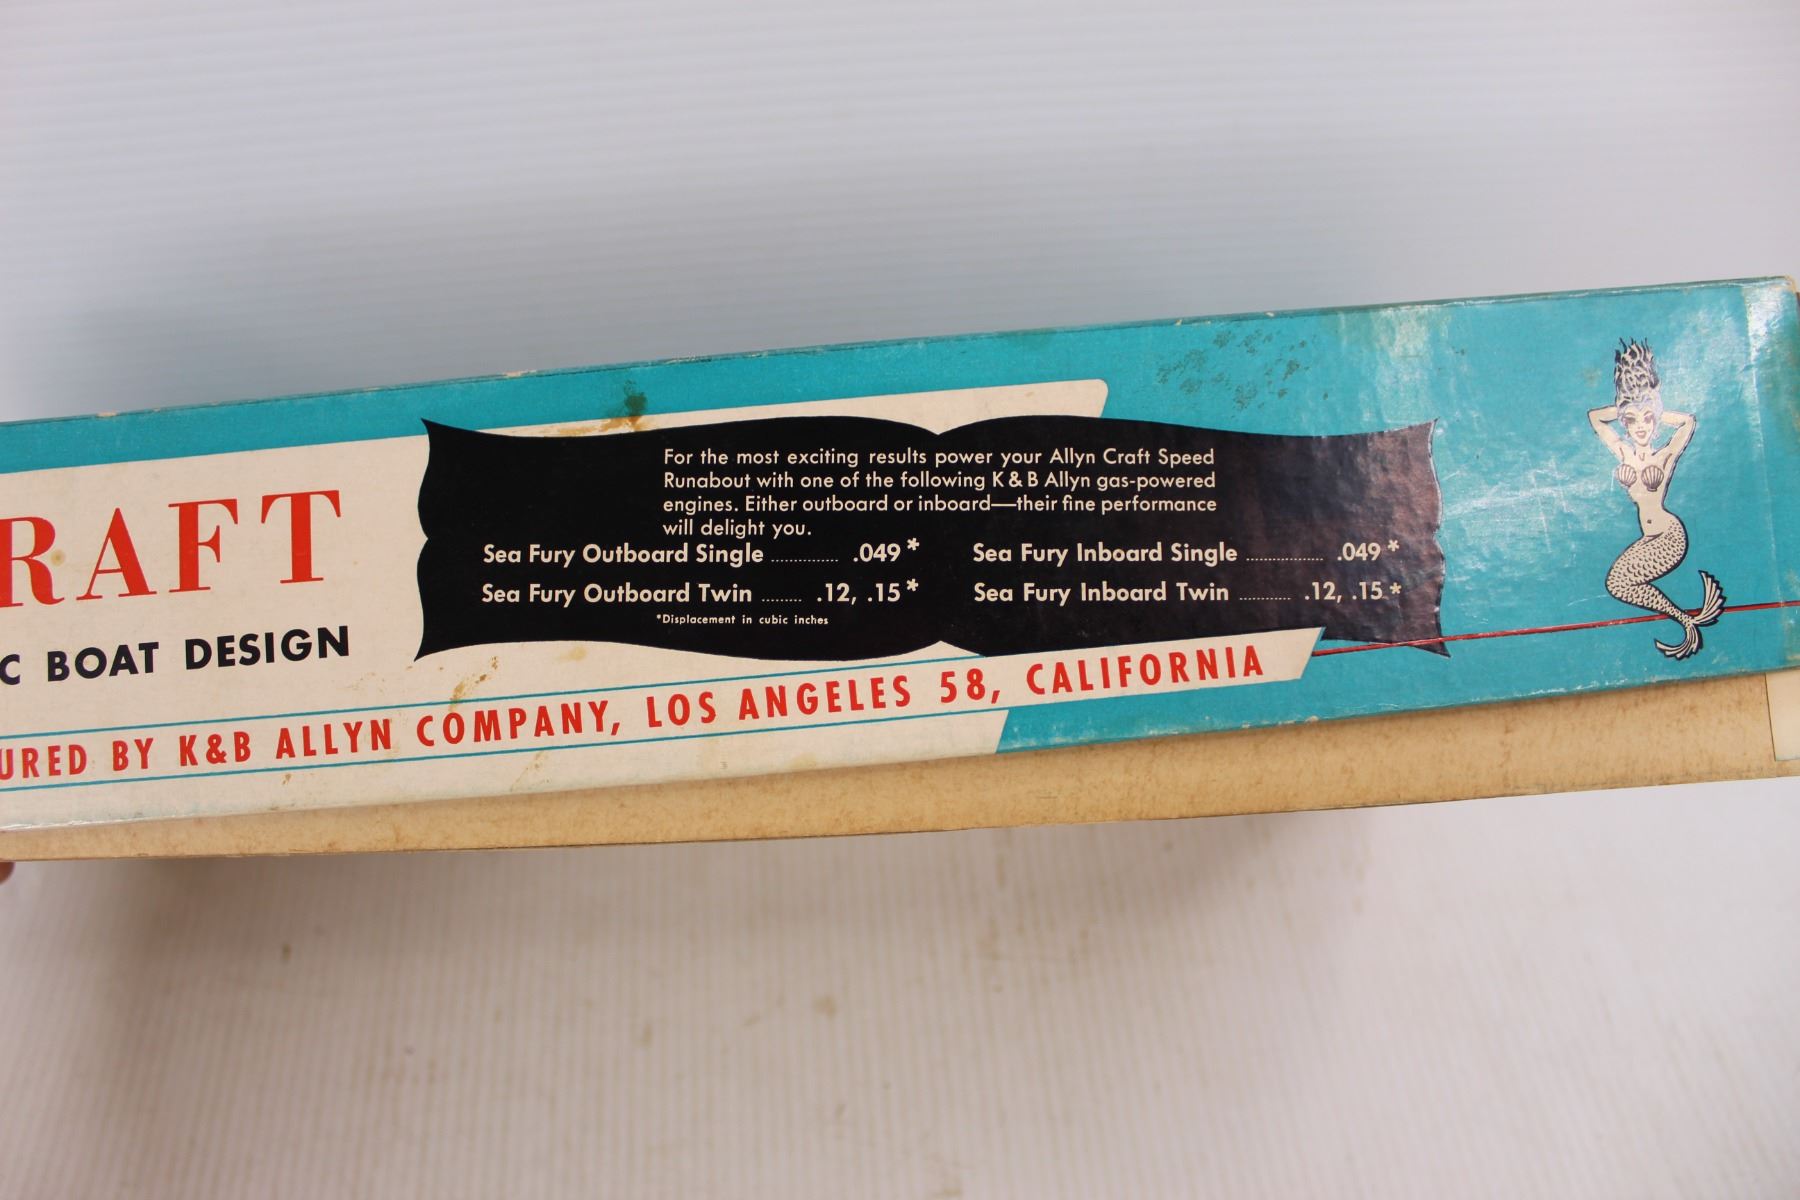 RAFT
C BOAT DESIGN
URED BY K&B ALLYN COMPANY, LOS ANGELES 58, CALIFORNIA
For the most exciting results power your Allyn Craft Speed
Runabout with one of the following K & B Allyn gas-powered
engines. Either outboard or inboard—their fine performance
will delight you.
Sea Fury Outboard Single .......... .049*
Sea Fury Outboard Twin ......... .12, .15*
*Displacement in cubic inches
Sea Fury Inboard Single ................ .049*
Sea Fury Inboard Twin ........... .12, .15*